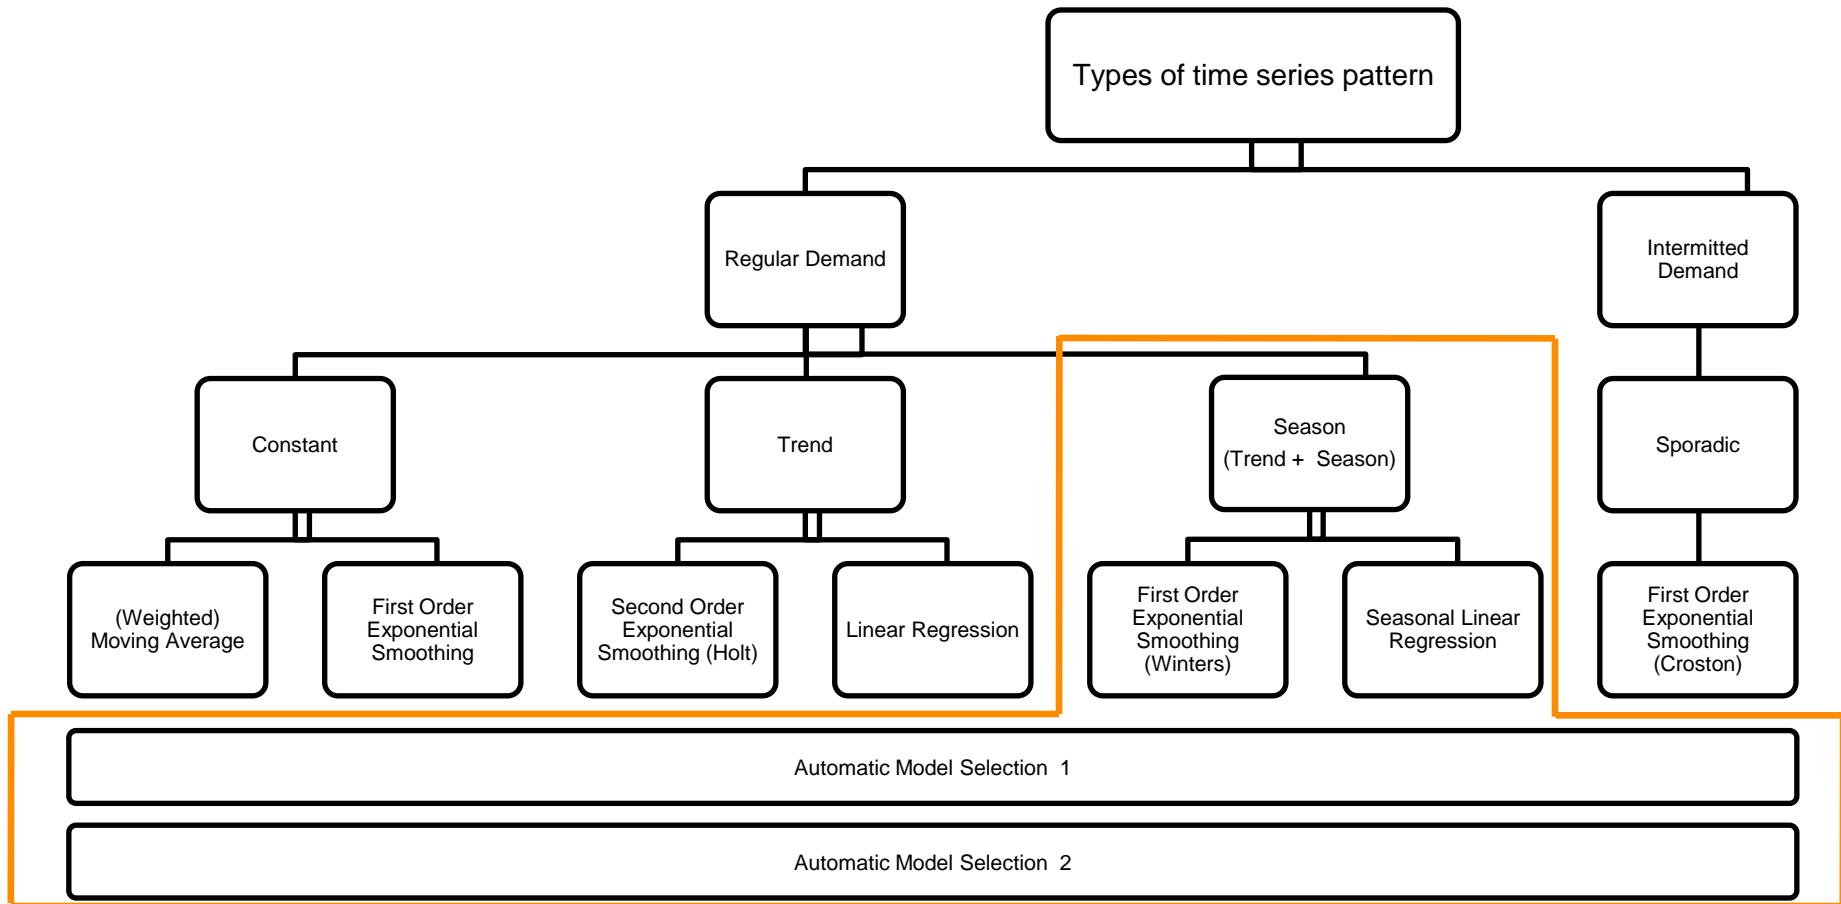 Types of time series pattern
Regular Demand
Intermitted
Demand
Constant
Trend
Season
(Trend + Season)
Sporadic
(Weighted)
Moving Average
First Order
Exponential
Smoothing
Second Order
Exponential
Smoothing (Holt)
Linear Regression
First Order
Exponential
Smoothing
(Winters)
Seasonal Linear
Regression
First Order
Exponential
Smoothing
(Croston)
Automatic Model Selection 1
Automatic Model Selection 2